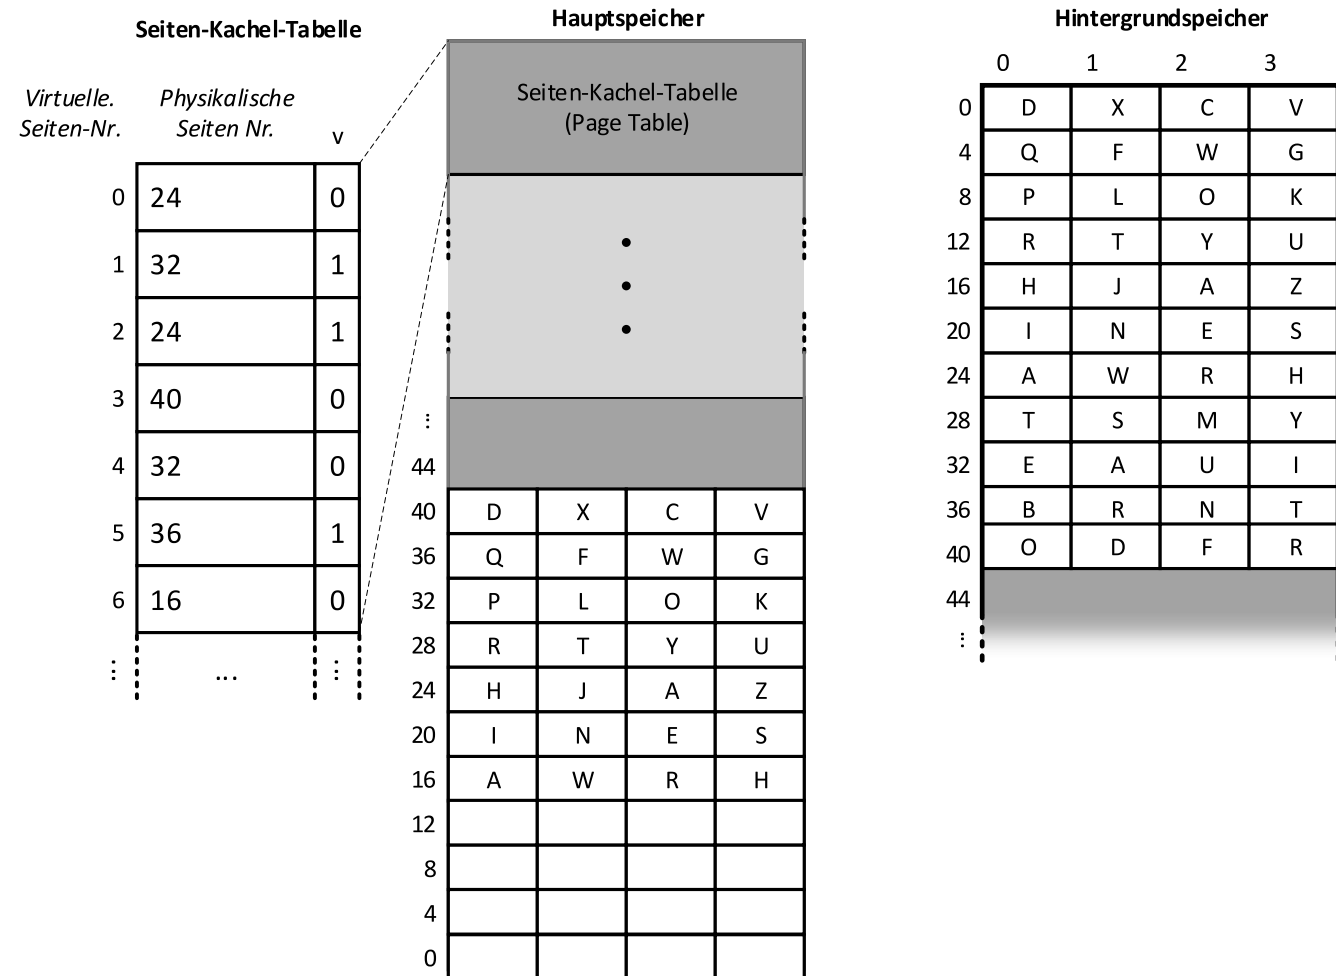 Seiten-Kachel-Tabelle
Virtuelle. Physikalische
Seiten-Nr. Seiten Nr. v
0 24 0
1 32 1
2 24 1
3 40 0
4 32 0
5 36 1
6 16 0
... ... ...
Hauptspeicher
Seiten-Kachel-Tabelle
(Page Table)
...
44
40 D X C V
36 Q F W G
32 P L O K
28 R T Y U
24 H J A Z
20 I N E S
16 A W R H
12
8
4
0
Hintergrundspeicher
0 1 2 3
0 D X C V
4 Q F W G
8 P L O K
12 R T Y U
16 H J A Z
20 I N E S
24 A W R H
28 T S M Y
32 E A U I
36 B R N T
40 O D F R
44
...